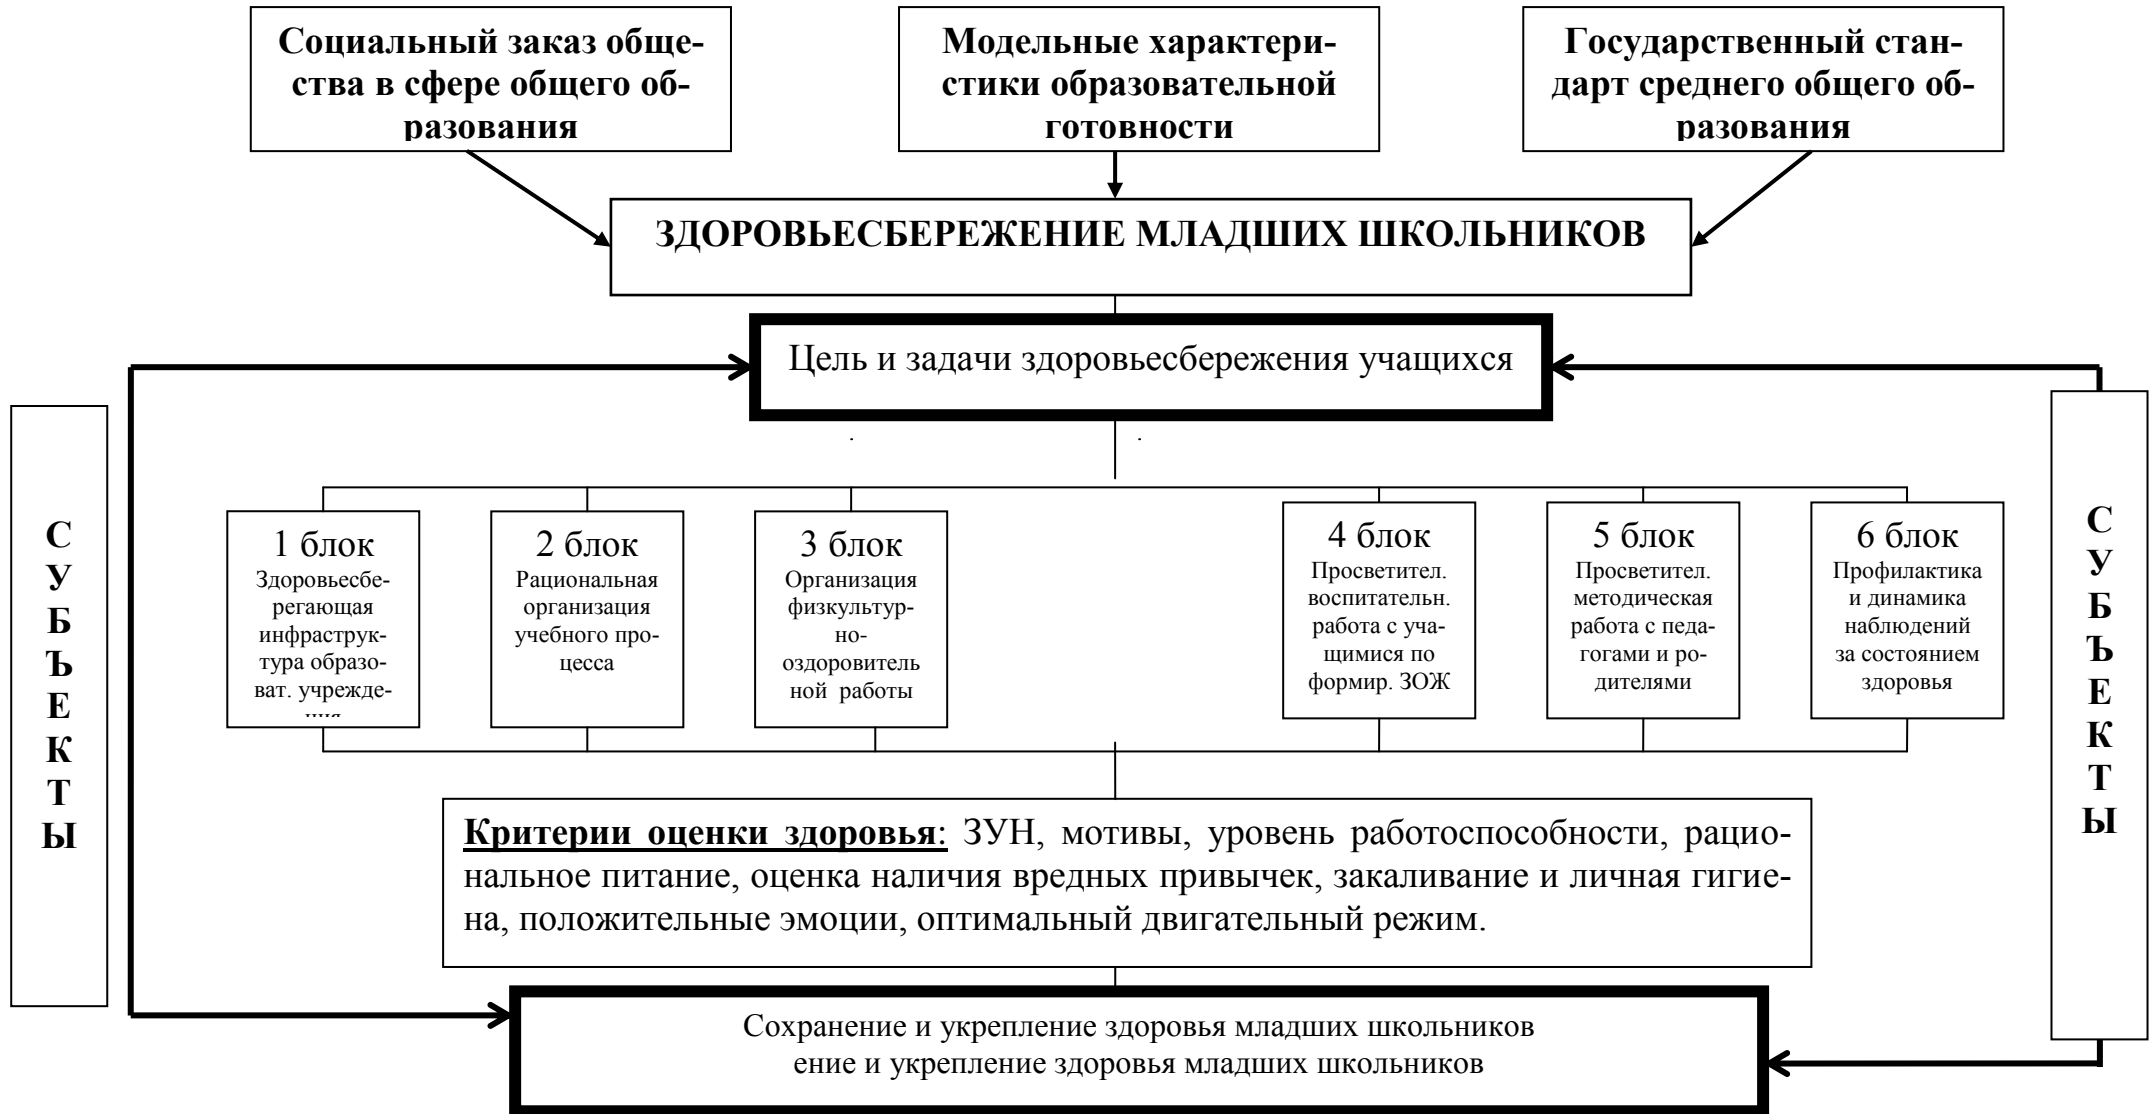 Социальный заказ обще-
ства в сфере общего об-
разования
Модельные характери-
стики образовательной
готовности
Государственный стан-
дарт среднего общего об-
разования
ЗДОРОВЬЕСБЕРЕЖЕНИЕ МЛАДШИХ ШКОЛЬНИКОВ
Цель и задачи здоровьесбережения учащихся
С
У
Б
Ъ
Е
К
Т
Ы
1 блок
Здоровьесбе-
регающая
инфраструк-
тура образо-
ват. учрежде-
ния
2 блок
Рациональная
организация
учебного про-
цесса
3 блок
Организация
физкультур-
но-
оздоровитель
ной работы
4 блок
Просветител.
воспитательн.
работа с уча-
щимися по
формир. ЗОЖ
5 блок
Просветител.
методическая
работа с педа-
гогами и ро-
дителями
6 блок
Профилактика
и динамика
наблюдений
за состоянием
здоровья
С
У
Б
Ъ
Е
К
Т
Ы
Критерии оценки здоровья: ЗУН, мотивы, уровень работоспособности, рацио-
нальное питание, оценка наличия вредных привычек, закаливание и личная гигие-
на, положительные эмоции, оптимальный двигательный режим.
Сохранение и укрепление здоровья младших школьников
ение и укрепление здоровья младших школьников